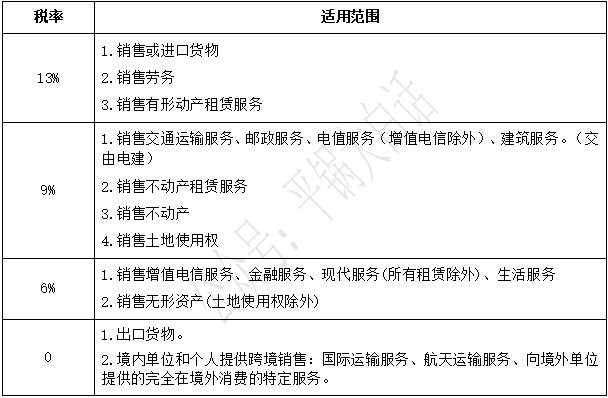 税率 适用范围
13%
1.销售或进口货物
2.销售劳务
3.销售有形动产租赁服务
9%
1.销售交通运输服务、邮政服务、电值服务(增值电信除外)、建筑服务。(交
由电建)
2.销售不动产租赁服务
3.销售不动产
4.销售土地使用权
6%
1.销售增值电信服务、金融服务、现代服务(所有租赁除外)、生活服务
2.销售无形资产(土地使用权除外)
0
1.出口货物。
2.境内单位和个人提供跨境销售：国际运输服务、航天运输服务、向境外单位
提供的完全在境外消费的特定服务。
公众号：平锅大白话